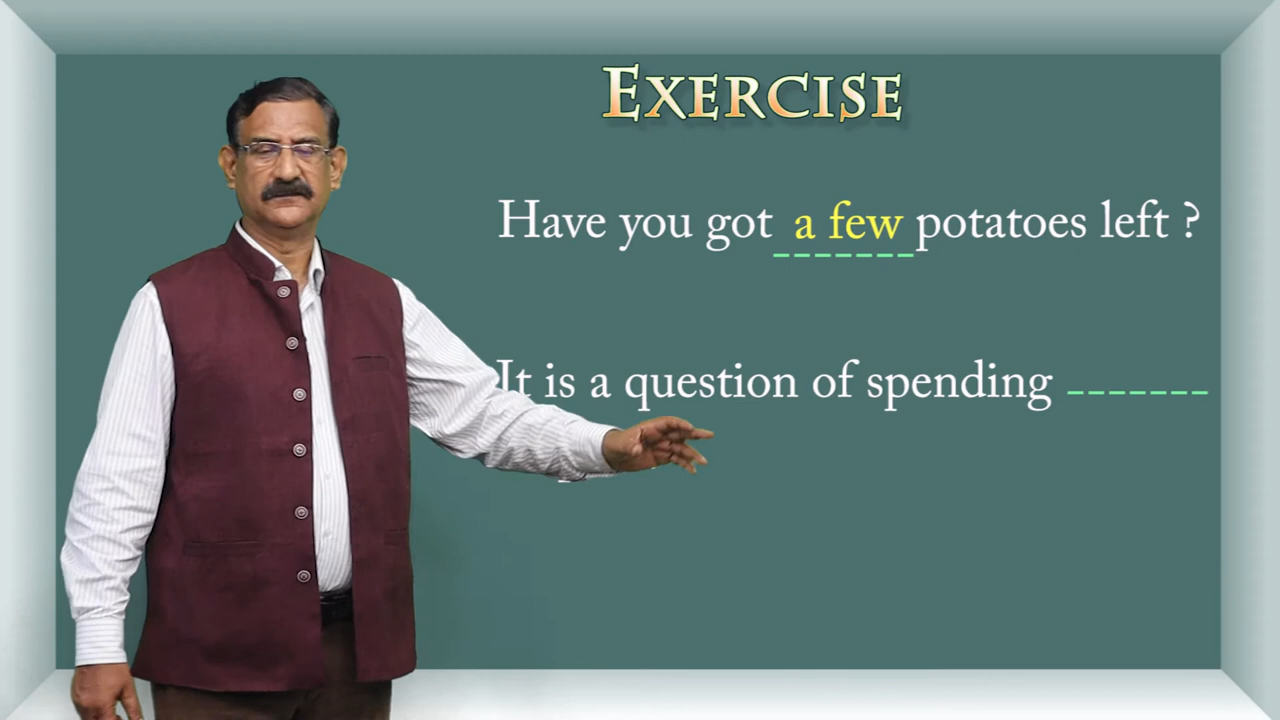 Exercise
Have you got a few potatoes left ?
It is a question of spending -------